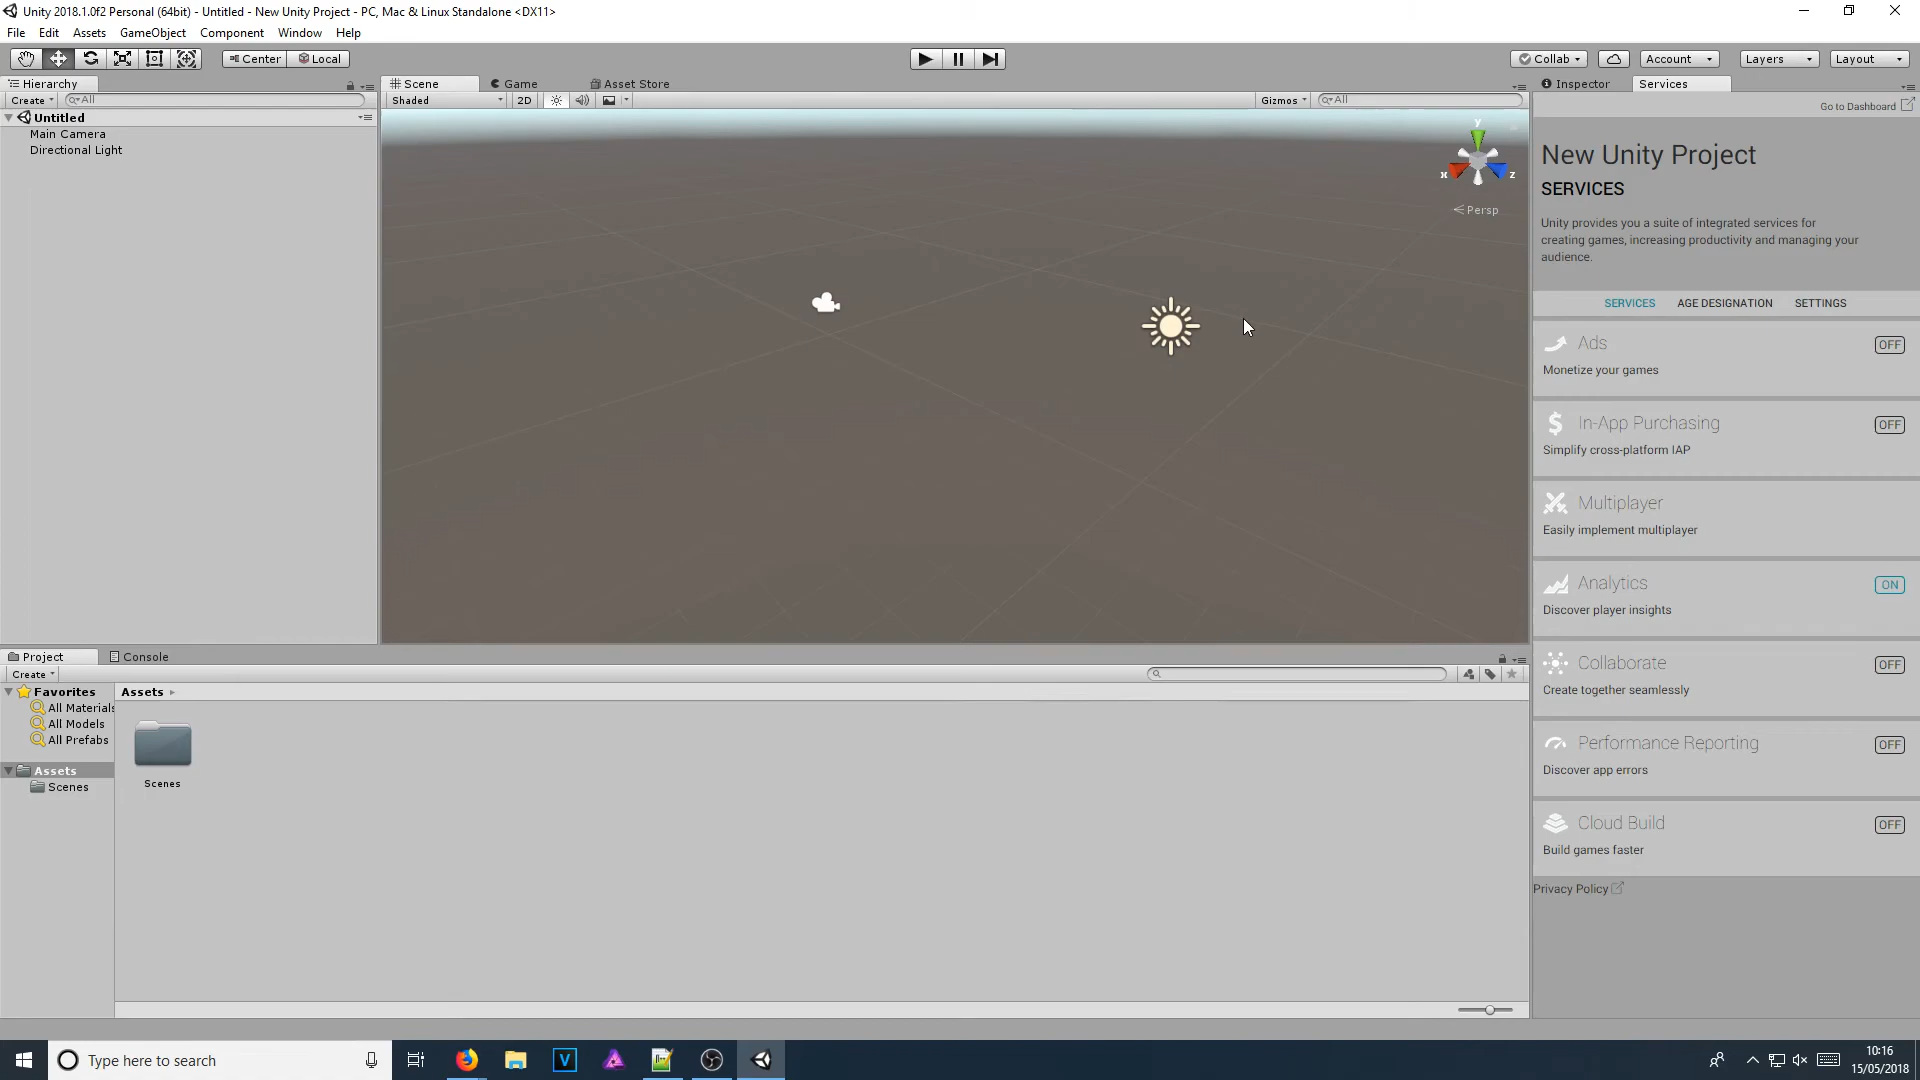 Unity 2018.1.0f2 Personal (64bit) - Untitled - New Unity Project - PC, Mac & Linux Standalone <DX11>
File Edit Assets GameObject Component Window Help
Center Local Collab Account Layers Layout
Hierarchy Scene Game Asset Store Inspector Services
Create All Shaded 2D Gizmos All
Go to Dashboard
Untitled
Main Camera
Directional Light
y
x z
Persp
New Unity Project
SERVICES
Unity provides you a suite of integrated services for
creating games, increasing productivity and managing your
audience.
SERVICES AGE DESIGNATION SETTINGS
Ads OFF
Monetize your games
In-App Purchasing OFF
Simplify cross-platform IAP
Multiplayer
Easily implement multiplayer
Analytics ON
Discover player insights
Collaborate OFF
Create together seamlessly
Performance Reporting OFF
Discover app errors
Cloud Build OFF
Build games faster
Privacy Policy
Project Console
Create
Favorites
All Materials
All Models
All Prefabs
Assets
Scenes
Assets
Scenes
Type here to search
10:16
15/05/2018